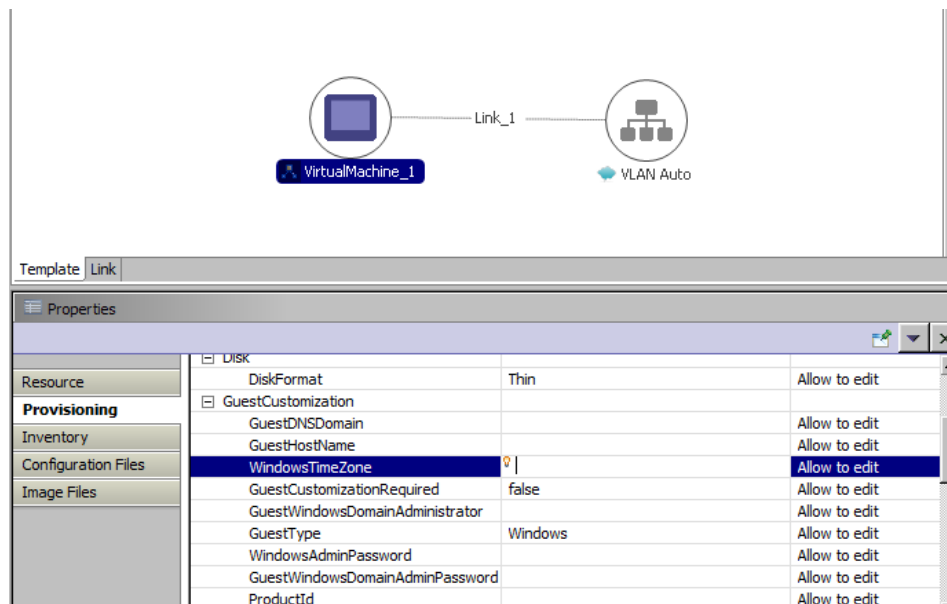 Link_1
VirtualMachine_1
VLAN Auto
Template Link
Properties
Disk
Resource
DiskFormat Thin Allow to edit
Provisioning
GuestCustomization
GuestDNSDomain Allow to edit
Inventory
GuestHostName Allow to edit
Configuration Files
WindowsTimeZone Allow to edit
Image Files
GuestCustomizationRequired false Allow to edit
GuestWindowsDomainAdministrator Allow to edit
GuestType Windows Allow to edit
WindowsAdminPassword Allow to edit
GuestWindowsDomainAdminPassword Allow to edit
ProductId Allow to edit